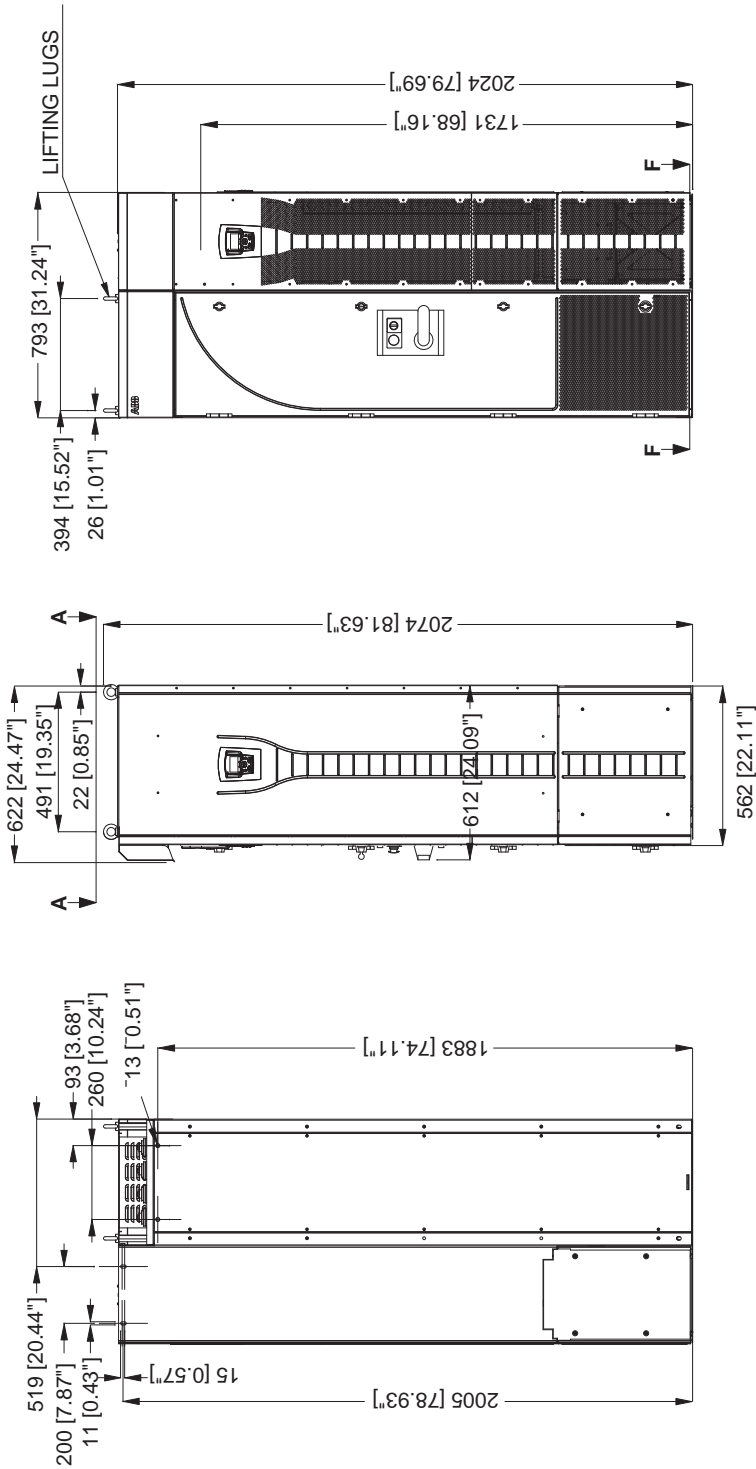 LIFTING LUGS
793 [31.24"]
394 [15.52"]
26 [1.01"]
2024 [79.69"]
1731 [68.16"]
ABB
F
F
A
A
622 [24.47"]
491 [19.35"]
22 [0.85"]
2074 [81.63"]
612 [24.09"]
562 [22.11"]
519 [20.44"]
200 [7.87"]
11 [0.43"]
93 [3.68"]
260 [10.24"]
13 [ 0.51"]
15 [0.57"]
1883 [74.11"]
2005 [78.93"]